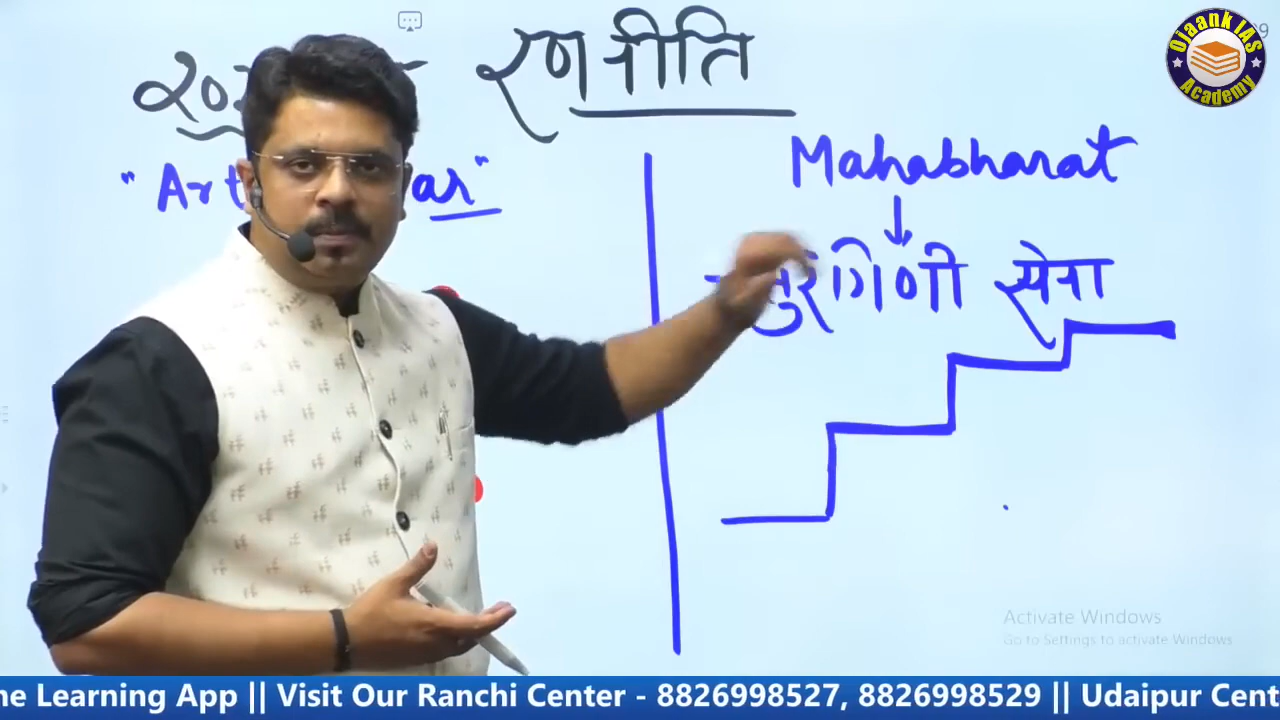 रणनीति
"Ar ar"
Mahabharat
सेना
Ojaank IAS
Academy
Activate Windows
Go to Settings to activate Windows
ne Learning App || Visit Our Ranchi Center - 8826998527, 8826998529 || Udaipur Cent